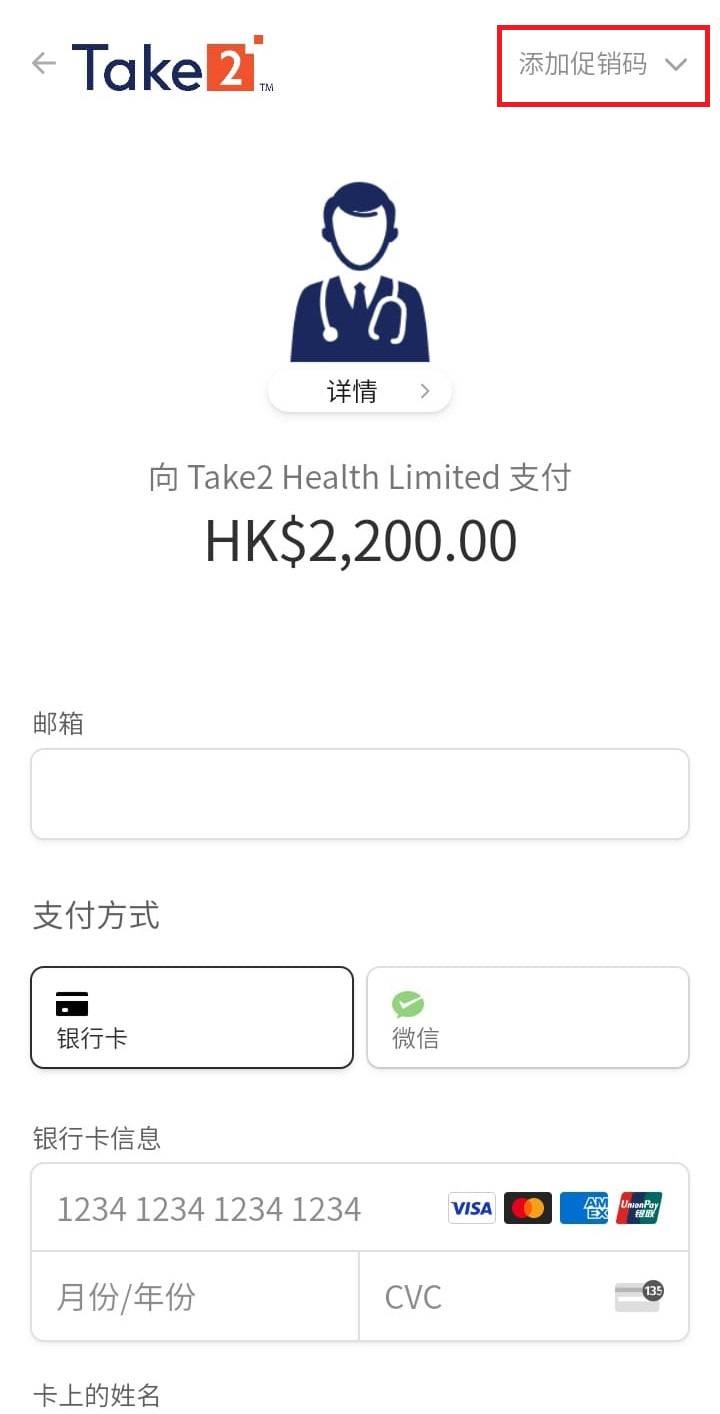 Take2™
添加促销码
详情
向 Take2 Health Limited 支付
HK$2,200.00
邮箱
支付方式
银行卡
微信
银行卡信息
1234 1234 1234 1234
VISA
AMEX
UnionPay
银联
月份/年份
CVC
135
卡上的姓名